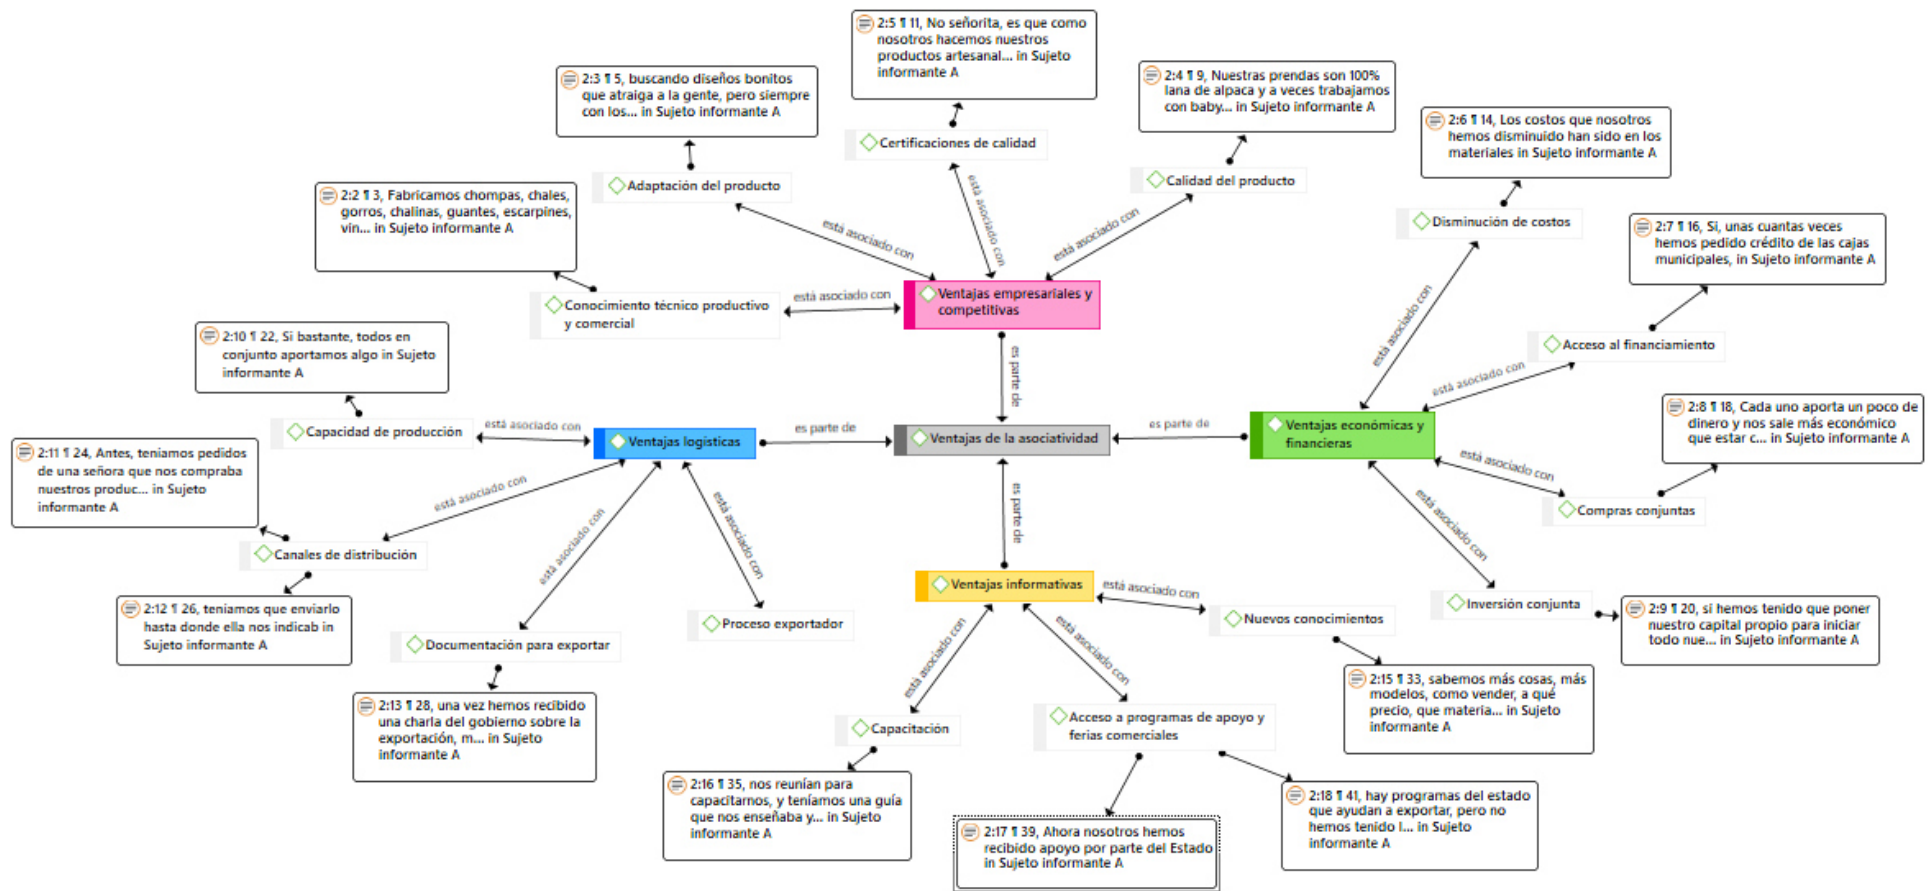 2:5 ¶ 11, No señorita, es que como
nosotros hacemos nuestros
productos artesanal... in Sujeto
informante A
2:3 ¶ 5, buscando diseños bonitos
que atraiga a la gente, pero siempre
con los... in Sujeto informante A
2:4 ¶ 9, Nuestras prendas son 100%
lana de alpaca y a veces trabajamos
con baby... in Sujeto informante A
2:6 ¶ 14, Los costos que nosotros
hemos disminuido han sido en los
materiales in Sujeto informante A
Certificaciones de calidad
Adaptación del producto
Calidad del producto
2:2 ¶ 3, Fabricamos chompas, chales,
gorros, chalinas, guantes, escarpines,
vin... in Sujeto informante A
está asociado con
está asociado con
está asociado con
Disminución de costos
2:7 ¶ 16, Si, unas cuantas veces
hemos pedido crédito de las cajas
municipales, in Sujeto informante A
Conocimiento técnico productivo
y comercial
está asociado con
Ventajas empresariales y
competitivas
está asociado con
Acceso al financiamiento
está asociado con
2:10 ¶ 22, Si bastante, todos en
conjunto aportamos algo in Sujeto
informante A
es parte de
2:8 ¶ 18, Cada uno aporta un poco de
dinero y nos sale más económico
que estar c... in Sujeto informante A
Capacidad de producción
está asociado con
Ventajas logísticas
es parte de
Ventajas de la asociatividad
es parte de
Ventajas económicas y
financieras
está asociado con
Compras conjuntas
2:11 ¶ 24, Antes, teniamos pedidos
de una señora que nos compraba
nuestros produc... in Sujeto
informante A
está asociado con
Canales de distribución
está asociado con
está asociado con
es parte de
está asociado con
2:12 ¶ 26, teniamos que enviarlo
hasta donde ella nos indicab in
Sujeto informante A
Ventajas informativas
está asociado con
Nuevos conocimientos
Inversión conjunta
2:9 ¶ 20, si hemos tenido que poner
nuestro capital propio para iniciar
todo nue... in Sujeto informante A
Documentación para exportar
Proceso exportador
está asociado con
está asociado con
2:13 ¶ 28, una vez hemos recibido
una charla del gobierno sobre la
exportación, m... in Sujeto
informante A
2:15 ¶ 33, sabemos más cosas, más
modelos, como vender, a qué
precio, que materia... in Sujeto
informante A
Capacitación
Acceso a programas de apoyo y
ferias comerciales
2:16 ¶ 35, nos reunían para
capacitarnos, y teníamos una guía
que nos enseñaba y... in Sujeto
informante A
2:17 ¶ 39, Ahora nosotros hemos
recibido apoyo por parte del Estado
in Sujeto informante A
2:18 ¶ 41, hay programas del estado
que ayudan a exportar, pero no
hemos tenido l... in Sujeto
informante A